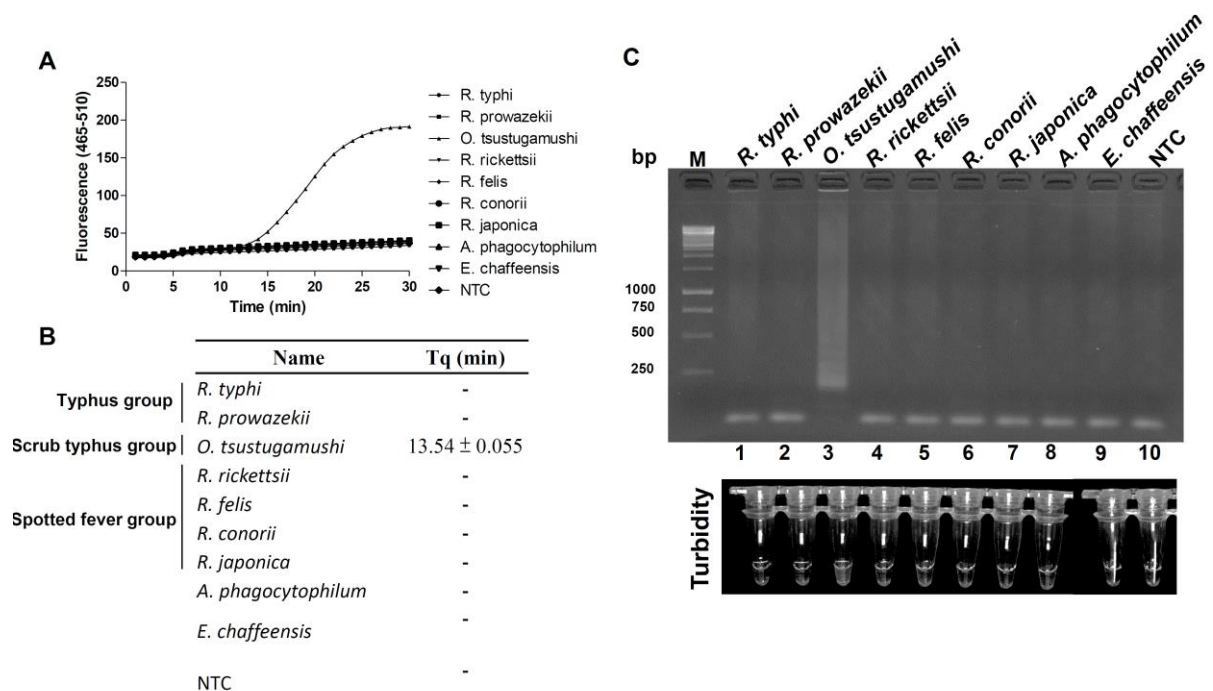 A
250
200
150
100
50
0
Fluorescence (465-510)
0 5 10 15 20 25 30
Time (min)
R. typhi
R. prowazekii
O. tsustugamushi
R. rickettsii
R. felis
R. conorii
R. japonica
A. phagocytophilum
E. chaffeensis
NTC
B
Name Tq (min)
Typhus group
R. typhi -
R. prowazekii -
Scrub typhus group O. tsustugamushi 13.54 ± 0.055
Spotted fever group
R. rickettsii -
R. felis -
R. conorii -
R. japonica -
A. phagocytophilum -
E. chaffeensis -
NTC -
C
bp M R. typhi R. prowazekii O. tsustugamushi R. rickettsii R. felis R. conorii R. japonica A. phagocytophilum E. chaffeensis NTC
1000
750
500
250
1 2 3 4 5 6 7 8 9 10
Turbidity